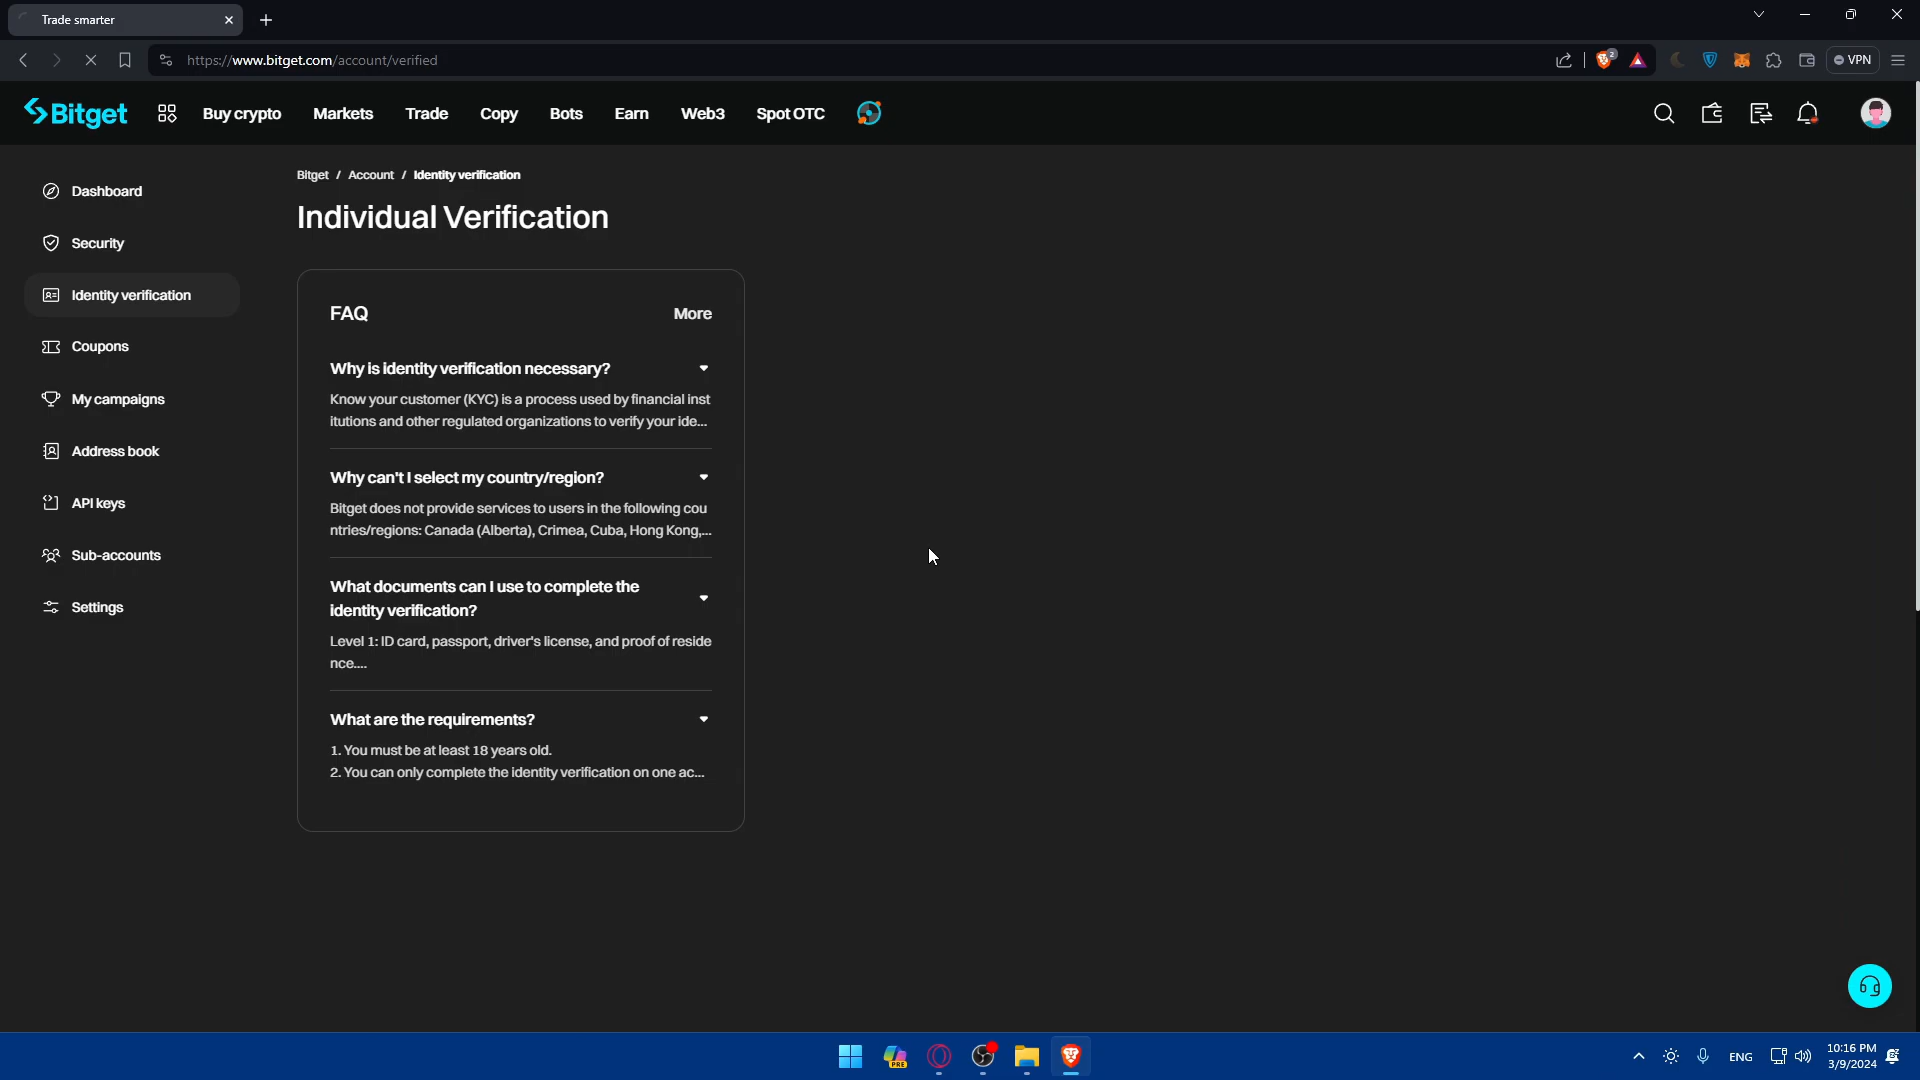 Trade smarter
https://www.bitget.com/account/verified
2
VPN
Bitget
Buy crypto
Markets
Trade
Copy
Bots
Earn
Web3
Spot OTC
Dashboard
Security
Identity verification
Coupons
My campaigns
Address book
API keys
Sub-accounts
Settings
Bitget / Account / Identity verification
Individual Verification
FAQ
More
Why is identity verification necessary?
Know your customer (KYC) is a process used by financial inst
itutions and other regulated organizations to verify your ide...
Why can't I select my country/region?
Bitget does not provide services to users in the following cou
ntries/regions: Canada (Alberta), Crimea, Cuba, Hong Kong,...
What documents can I use to complete the
identity verification?
Level 1: ID card, passport, driver's license, and proof of reside
nce....
What are the requirements?
1. You must be at least 18 years old.
2. You can only complete the identity verification on one ac...
PRE
ENG
10:16 PM
3/9/2024